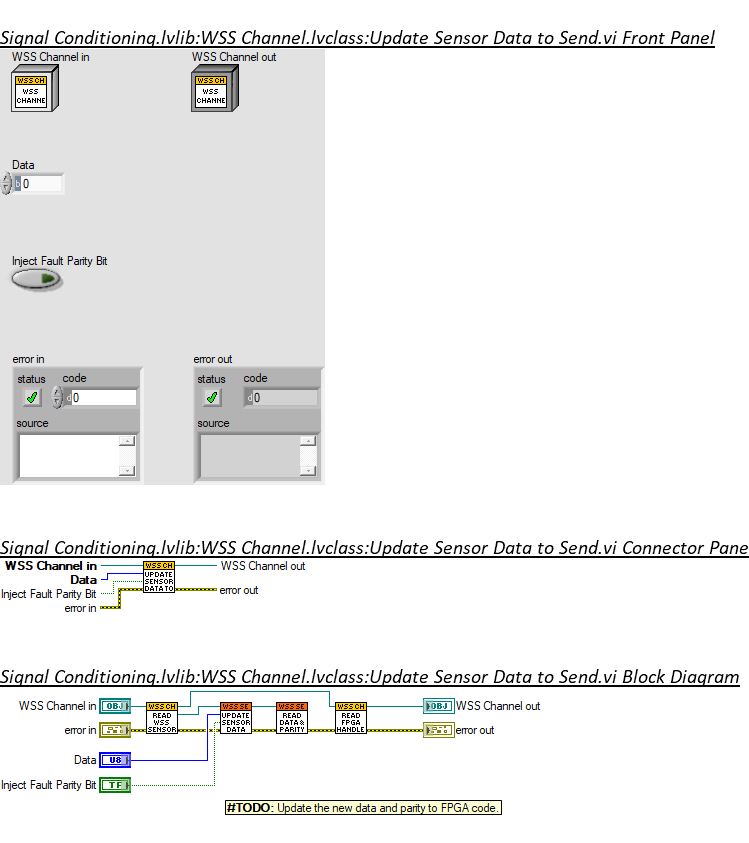 Signal Conditioning.lvlib:WSS Channel.lvclass:Update Sensor Data to Send.vi Front Panel
WSS Channel in
WSS Channel out
WSS CH
WSS
CHANNE
WSS CH
WSS
CHANNE
Data
0
Inject Fault Parity Bit
error in
error out
status code
status code
d 0
d 0
source
source
Signal Conditioning.lvlib:WSS Channel.lvclass:Update Sensor Data to Send.vi Connector Pane
WSS Channel in
WSS CH
WSS Channel out
Data
UPDATE
SENSOR
DATA TO
Inject Fault Parity Bit
error out
error in
Signal Conditioning.lvlib:WSS Channel.lvclass:Update Sensor Data to Send.vi Block Diagram
WSS Channel in
OBJ
WSS CH
READ
WSS
SENSOR
WSS SE
UPDATE
SENSOR
DATA
WSS SE
READ
DATA &
PARITY
WSS CH
READ
FPGA
HANDLE
OBJ
WSS Channel out
error in
error out
Data
U8
Inject Fault Parity Bit
TF
#TODO: Update the new data and parity to FPGA code.